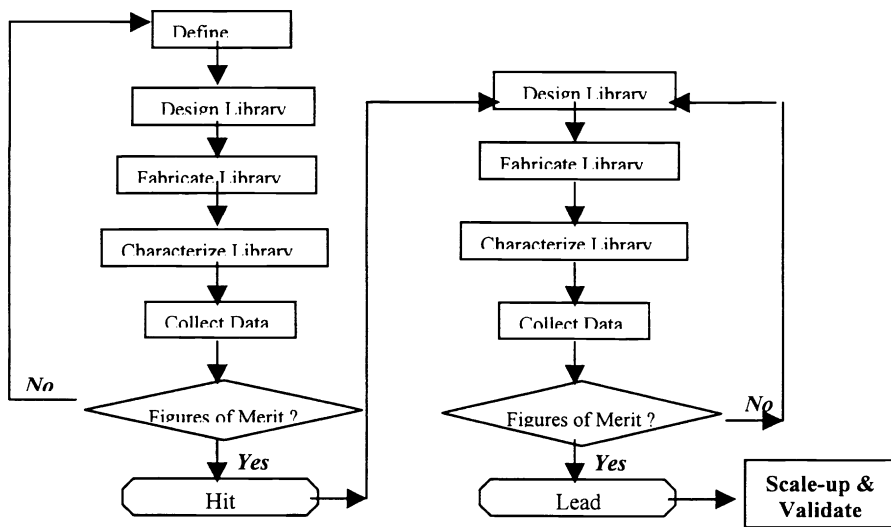 Define
Design Library
Fabricate Library
Characterize Library
Collect Data
No
Figures of Merit ?
Yes
Hit
Design Library
Fabricate Library
Characterize Library
Collect Data
Figures of Merit ?
No
Yes
Lead
Scale-up &
Validate